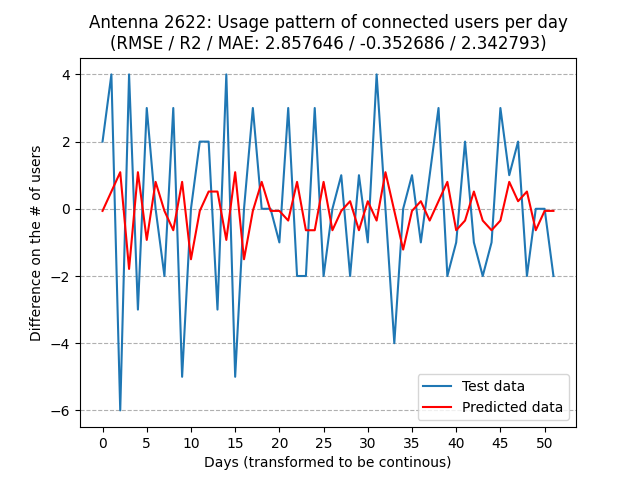 Antenna 2622: Usage pattern of connected users per day
(RMSE / R2 / MAE: 2.857646 / -0.352686 / 2.342793)
Difference on the # of users
4
2
0
−2
−4
−6
Test data
Predicted data
0 5 10 15 20 25 30 35 40 45 50
Days (transformed to be continous)